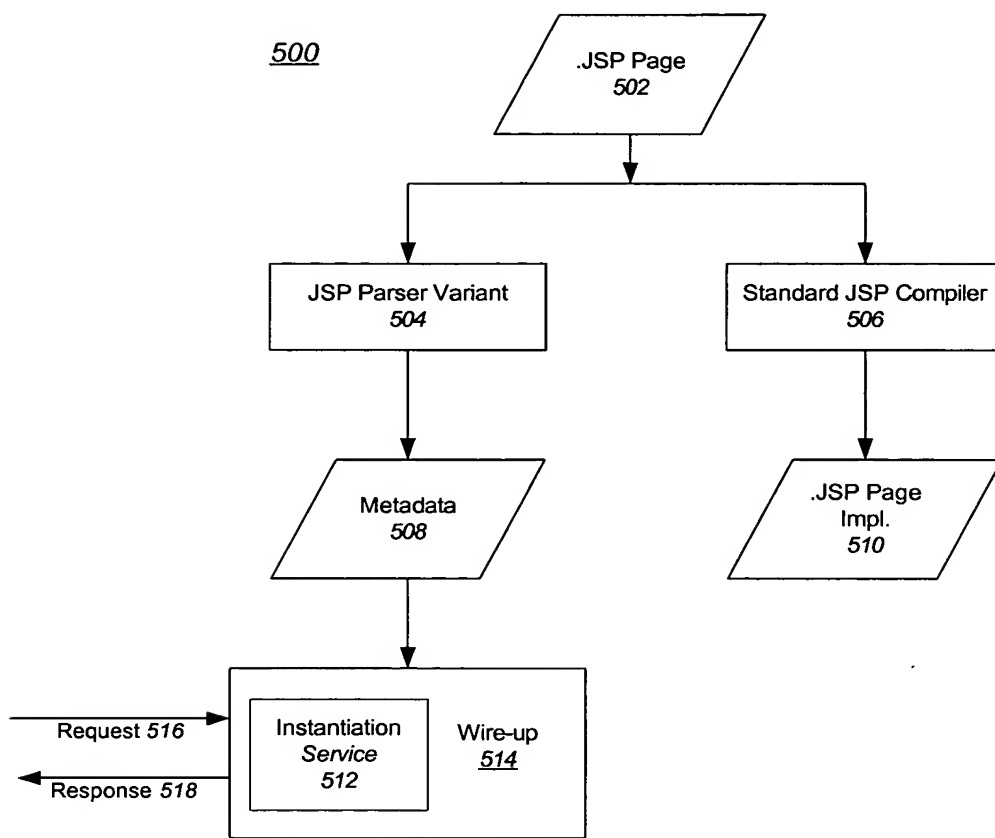 500
.JSP Page
502
JSP Parser Variant
504
Standard JSP Compiler
506
Metadata
508
.JSP Page
Impl.
510
Request 516
Response 518
Instantiation
Service
512
Wire-up
514